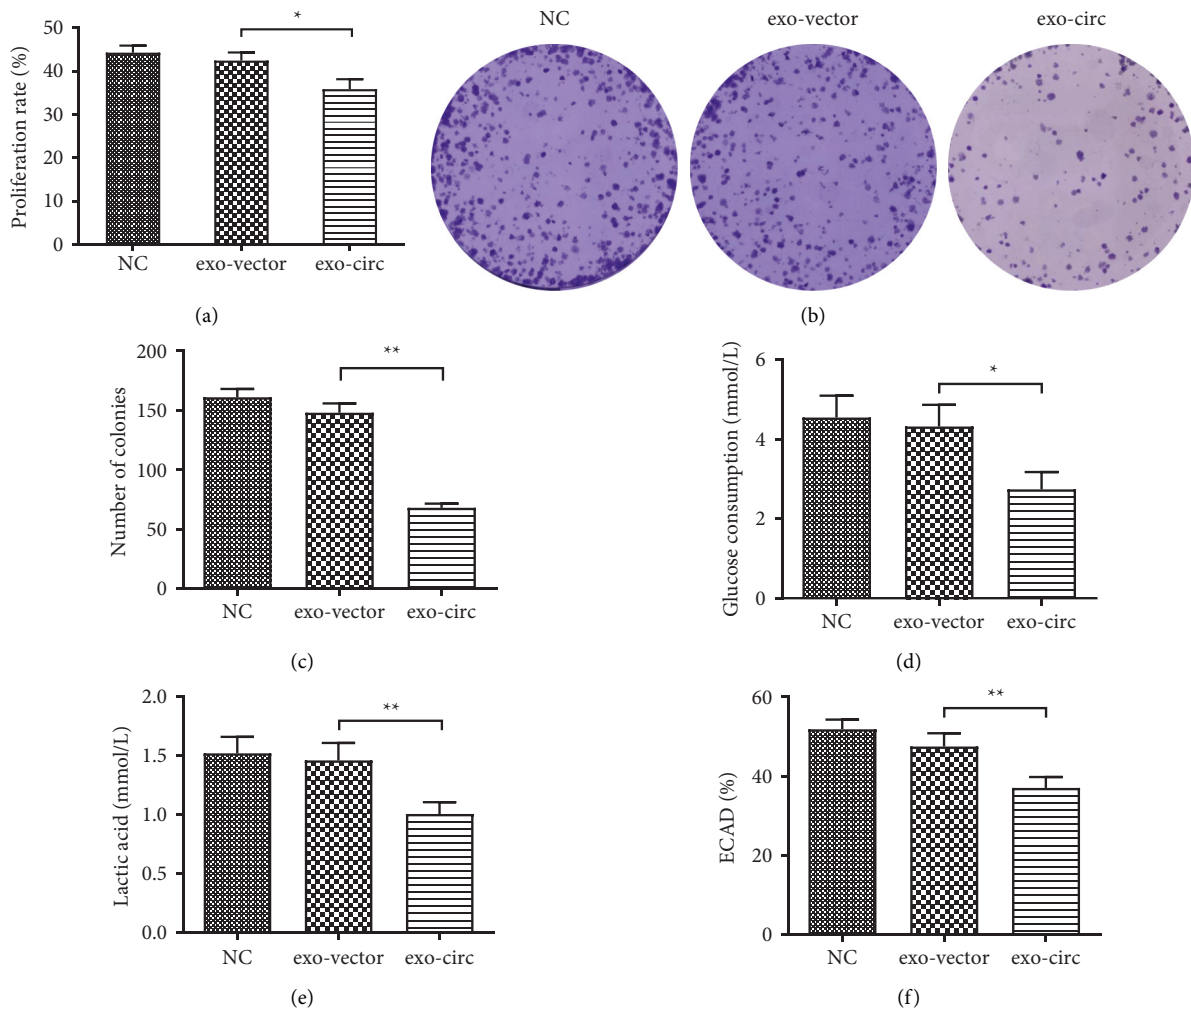 50
40
30
20
10
0
Proliferation rate (%)
*
NC
exo-vector
exo-circ
(a)
NC
exo-vector
exo-circ
(b)
200
150
100
50
0
Number of colonies
**
NC
exo-vector
exo-circ
(c)
6
4
2
0
Glucose consumption (mmol/L)
*
NC
exo-vector
exo-circ
(d)
2.0
1.5
1.0
0.5
0.0
Lactic acid (mmol/L)
**
NC
exo-vector
exo-circ
(e)
60
40
20
0
ECAD (%)
**
NC
exo-vector
exo-circ
(f)